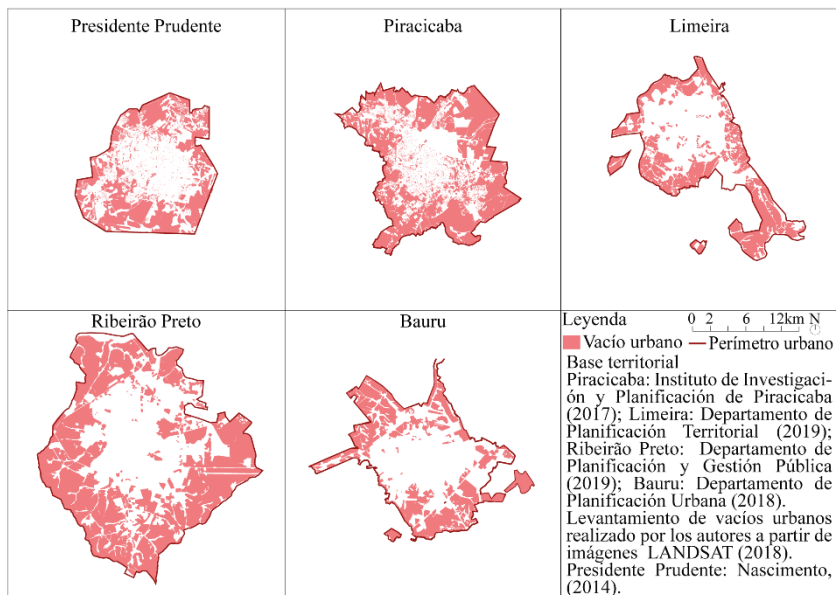 Presidente Prudente
Piracicaba
Limeira
Ribeirão Preto
Bauru
Leyenda
0 2 6 12km N
Vacío urbano
Perímetro urbano
Base territorial
Piracicaba: Instituto de Investigaci-
ón y Planificación de Piracicaba
(2017); Limeira: Departamento de
Planificación Territorial (2019);
Ribeirão Preto: Departamento de
Planificación y Gestión Pública
(2019); Bauru: Departamento de
Planificación Urbana (2018).
Levantamiento de vacíos urbanos
realizado por los autores a partir de
imágenes LANDSAT (2018).
Presidente Prudente: Nascimento,
(2014).